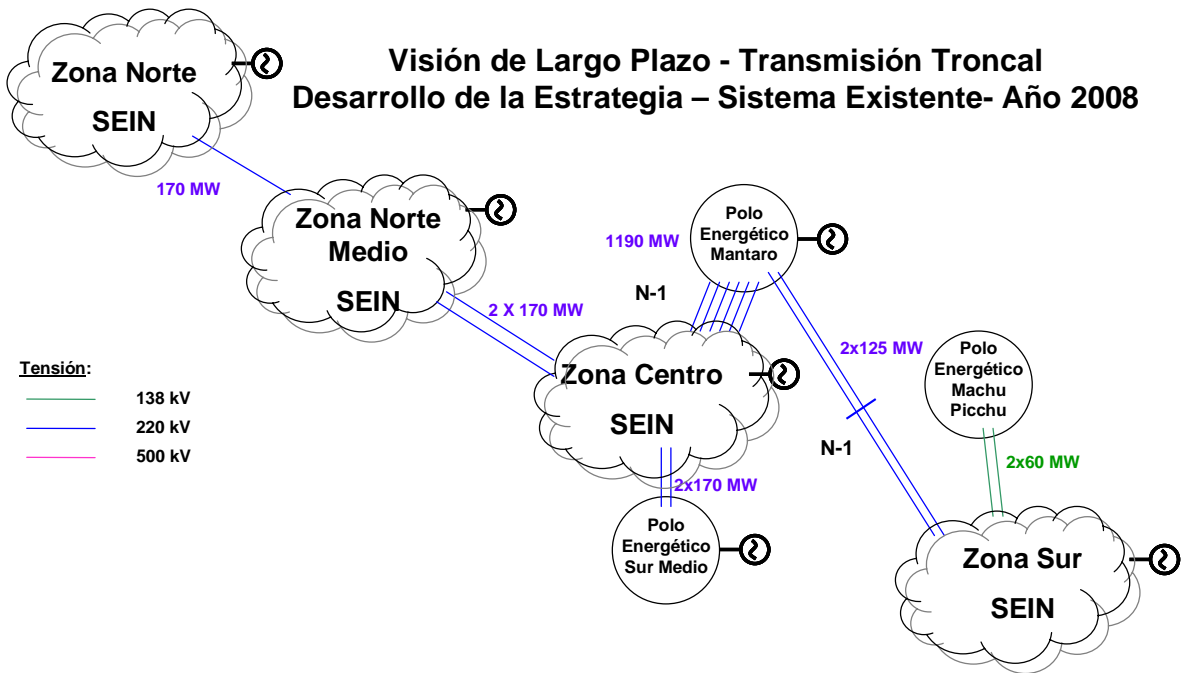 Visión de Largo Plazo - Transmisión Troncal
Desarrollo de la Estrategia – Sistema Existente- Año 2008
Zona Norte
SEIN
170 MW
Zona Norte
Medio
SEIN
2 X 170 MW
Polo
Energético
Mantaro
1190 MW
N-1
Zona Centro
SEIN
2x170 MW
Polo
Energético
Sur Medio
2x125 MW
N-1
Polo
Energético
Machu
Picchu
2x60 MW
Zona Sur
SEIN
Tensión:
138 kV
220 kV
500 kV